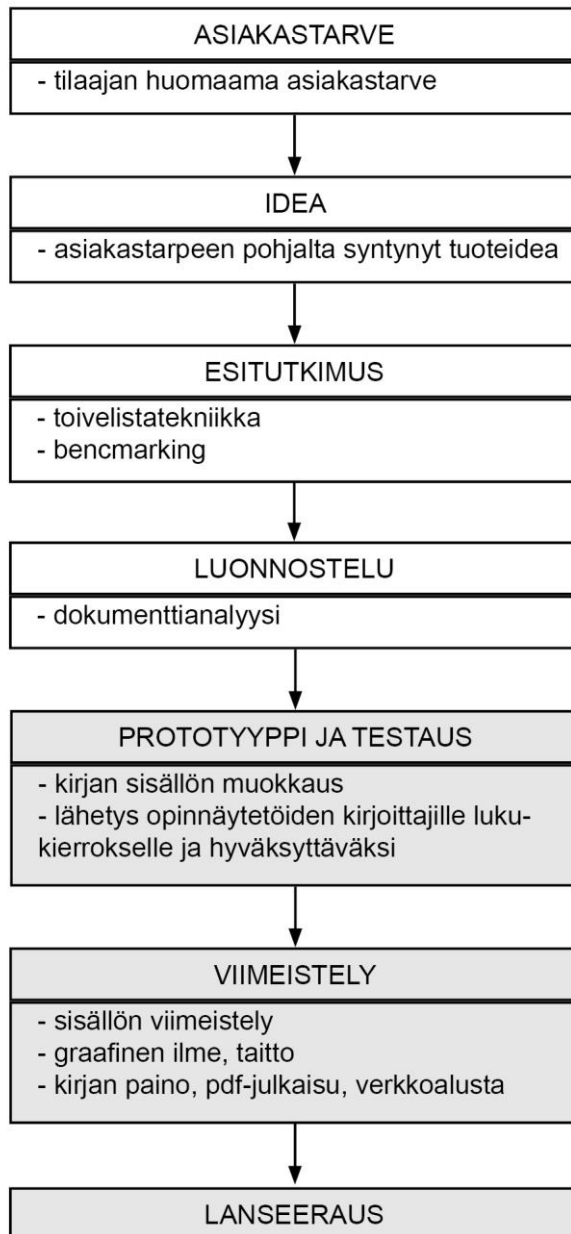 ASIAKASTARVE
- tilaajan huomaama asiakastarve
IDEA
- asiakastarpeen pohjalta syntynyt tuoteidea
ESITUTKIMUS
- toivelistatekniikka
- bencmarking
LUONNOSTELU
- dokumenttianalyysi
PROTOTYYPPI JA TESTAUS
- kirjan sisällön muokkaus
- lähetys opinnäytetöiden kirjoittajille luku-
kierrokselle ja hyväksyttäväksi
VIIMEISTELY
- sisällön viimeistely
- graafinen ilme, taitto
- kirjan paino, pdf-julkaisu, verkkoalusta
LANSEERAUS